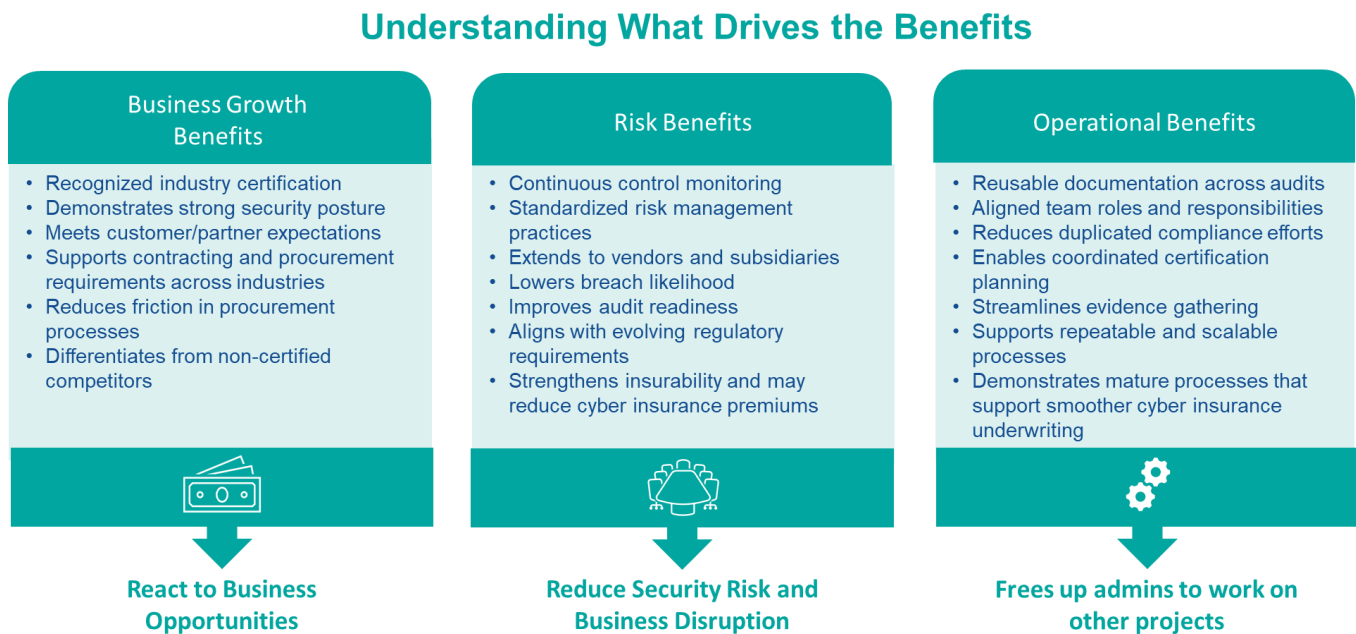 Understanding What Drives the Benefits
Business Growth
Benefits
• Recognized industry certification
• Demonstrates strong security posture
• Meets customer/partner expectations
• Supports contracting and procurement
requirements across industries
• Reduces friction in procurement
processes
• Differentiates from non-certified
competitors
React to Business
Opportunities
Risk Benefits
• Continuous control monitoring
• Standardized risk management
practices
• Extends to vendors and subsidiaries
• Lowers breach likelihood
• Improves audit readiness
• Aligns with evolving regulatory
requirements
• Strengthens insurability and may
reduce cyber insurance premiums
Reduce Security Risk and
Business Disruption
Operational Benefits
• Reusable documentation across audits
• Aligned team roles and responsibilities
• Reduces duplicated compliance efforts
• Enables coordinated certification
planning
• Streamlines evidence gathering
• Supports repeatable and scalable
processes
• Demonstrates mature processes that
support smoother cyber insurance
underwriting
Frees up admins to work on
other projects